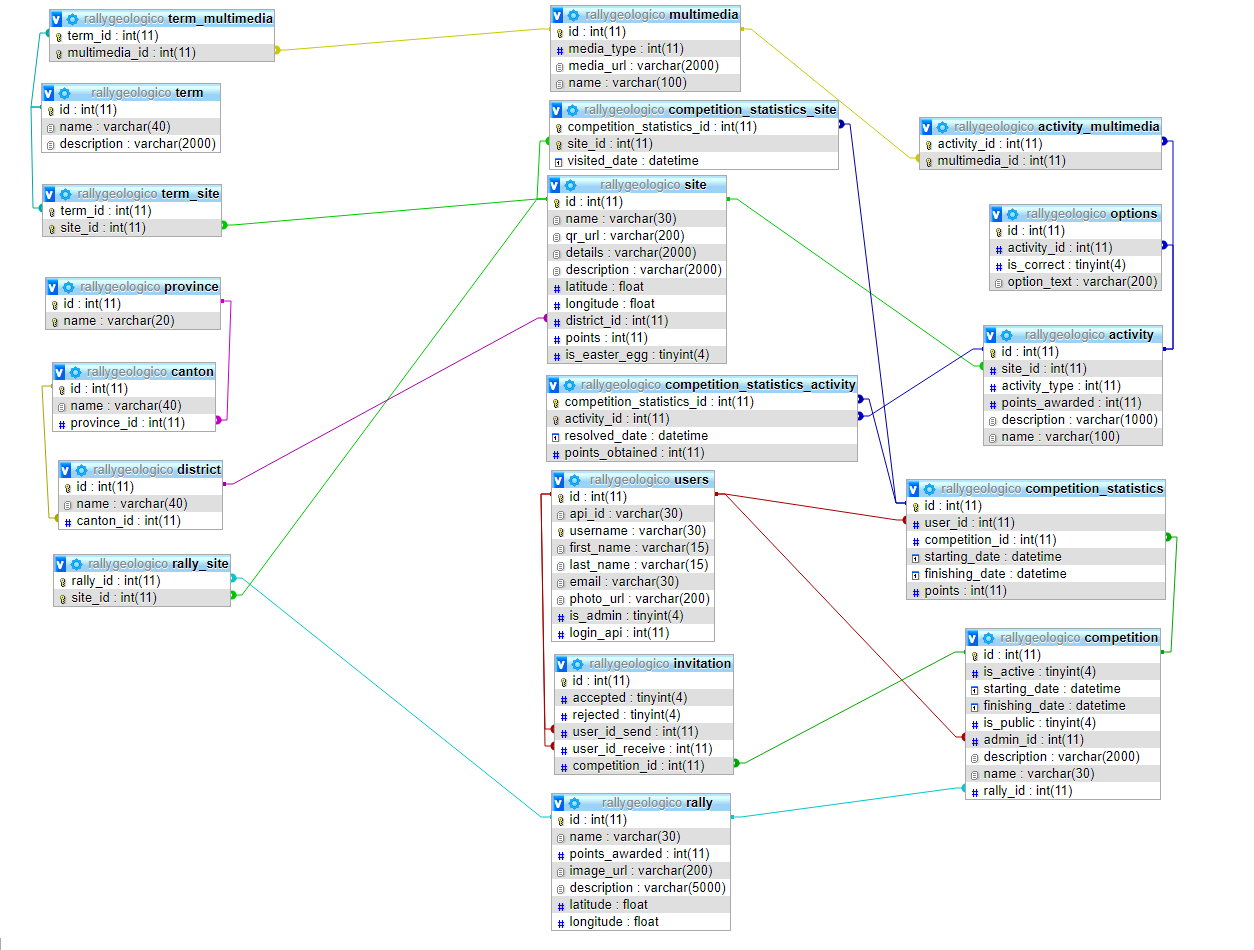 v rallygeologico term_multimedia
term_id : int(11)
multimedia_id : int(11)
v rallygeologico term
id : int(11)
name : varchar(40)
description : varchar(2000)
v rallygeologico term_site
term_id : int(11)
site_id : int(11)
v rallygeologico province
id : int(11)
name : varchar(20)
v rallygeologico canton
id : int(11)
name : varchar(40)
# province_id : int(11)
v rallygeologico district
id : int(11)
name : varchar(40)
# canton_id : int(11)
v rallygeologico rally_site
rally_id : int(11)
site_id : int(11)
v rallygeologico multimedia
id : int(11)
# media_type : int(11)
media_url : varchar(2000)
name : varchar(100)
v rallygeologico competition_statistics_site
competition_statistics_id : int(11)
site_id : int(11)
visited_date : datetime
v rallygeologico site
id : int(11)
name : varchar(30)
qr_url : varchar(200)
details : varchar(2000)
description : varchar(2000)
# latitude : float
# longitude : float
# district_id : int(11)
# points : int(11)
# is_easter_egg : tinyint(4)
v rallygeologico competition_statistics_activity
competition_statistics_id : int(11)
activity_id : int(11)
resolved_date : datetime
# points_obtained : int(11)
v rallygeologico users
id : int(11)
api_id : varchar(30)
username : varchar(30)
first_name : varchar(15)
last_name : varchar(15)
email : varchar(30)
photo_url : varchar(200)
# is_admin : tinyint(4)
# login_api : int(11)
v rallygeologico invitation
id : int(11)
# accepted : tinyint(4)
# rejected : tinyint(4)
# user_id_send : int(11)
# user_id_receive : int(11)
# competition_id : int(11)
v rallygeologico rally
id : int(11)
name : varchar(30)
# points_awarded : int(11)
image_url : varchar(200)
description : varchar(5000)
# latitude : float
# longitude : float
v rallygeologico activity_multimedia
activity_id : int(11)
multimedia_id : int(11)
v rallygeologico options
id : int(11)
# activity_id : int(11)
# is_correct : tinyint(4)
option_text : varchar(200)
v rallygeologico activity
id : int(11)
# site_id : int(11)
# activity_type : int(11)
# points_awarded : int(11)
description : varchar(1000)
name : varchar(100)
v rallygeologico competition_statistics
id : int(11)
# user_id : int(11)
# competition_id : int(11)
starting_date : datetime
finishing_date : datetime
# points : int(11)
v rallygeologico competition
id : int(11)
# is_active : tinyint(4)
starting_date : datetime
finishing_date : datetime
# is_public : tinyint(4)
# admin_id : int(11)
description : varchar(2000)
name : varchar(30)
# rally_id : int(11)